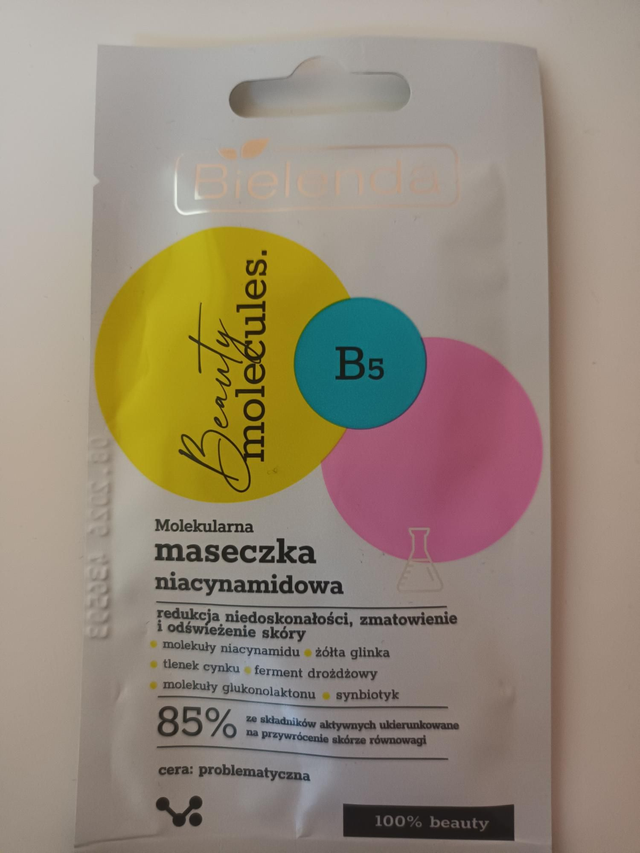 Bielenda
Beauty
molecules.
B5
Molekularna
maseczka
niacynamidowa
redukcja niedoskonałości, zmatowienie
i odświeżenie skóry
molekuły niacynamidu • żółta glinka
• tlenek cynku • ferment drożdżowy
• molekuły glukonolaktonu • synbiotyk
85% ze składników aktywnych ukierunkowane
na przywrócenie skórze równowagi
cera: problematyczna
100% beauty